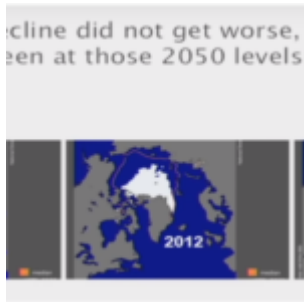 ecline did not get worse,
een at those 2050 levels
2012